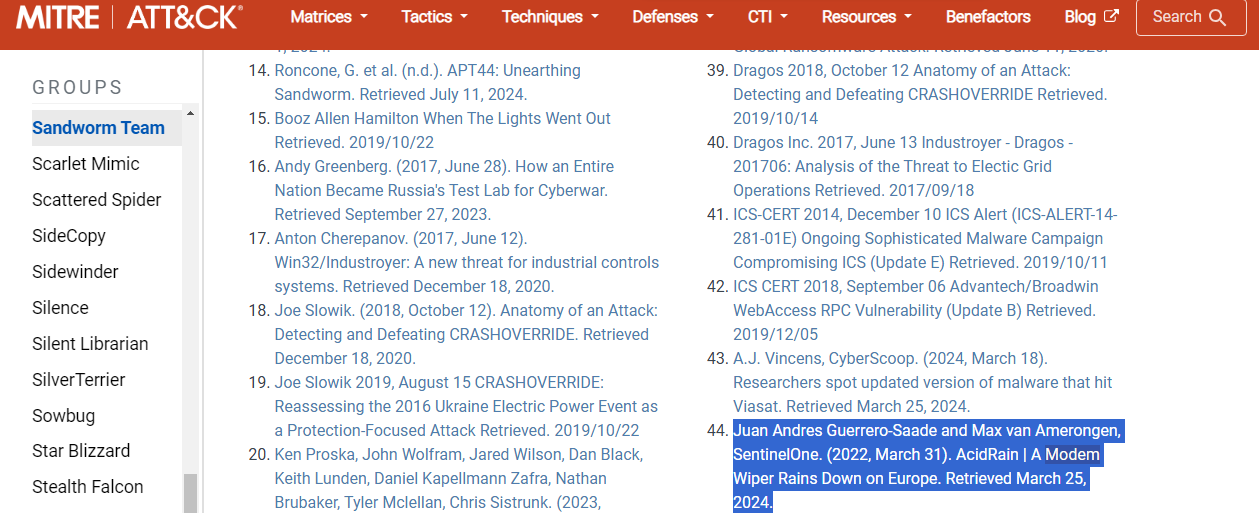 MITRE | ATT&CK®
Matrices
Tactics
Techniques
Defenses
CTI
Resources
Benefactors
Blog
Search
GROUPS
Sandworm Team
Scarlet Mimic
Scattered Spider
SideCopy
Sidewinder
Silence
Silent Librarian
SilverTerrier
Sowbug
Star Blizzard
Stealth Falcon
14. Roncone, G. et al. (n.d.). APT44: Unearthing
Sandworm. Retrieved July 11, 2024.
15. Booz Allen Hamilton When The Lights Went Out
Retrieved. 2019/10/22
16. Andy Greenberg. (2017, June 28). How an Entire
Nation Became Russia's Test Lab for Cyberwar.
Retrieved September 27, 2023.
17. Anton Cherepanov. (2017, June 12).
Win32/Industroyer: A new threat for industrial controls
systems. Retrieved December 18, 2020.
18. Joe Slowik. (2018, October 12). Anatomy of an Attack:
Detecting and Defeating CRASHOVERRIDE. Retrieved
December 18, 2020.
19. Joe Slowik 2019, August 15 CRASHOVERRIDE:
Reassessing the 2016 Ukraine Electric Power Event as
a Protection-Focused Attack Retrieved. 2019/10/22
20. Ken Proska, John Wolfram, Jared Wilson, Dan Black,
Keith Lunden, Daniel Kapellmann Zafra, Nathan
Brubaker, Tyler Mclellan, Chris Sistrunk. (2023,
39. Dragos 2018, October 12 Anatomy of an Attack:
Detecting and Defeating CRASHOVERRIDE Retrieved.
2019/10/14
40. Dragos Inc. 2017, June 13 Industroyer - Dragos -
201706: Analysis of the Threat to Electic Grid
Operations Retrieved. 2017/09/18
41. ICS-CERT 2014, December 10 ICS Alert (ICS-ALERT-14-
281-01E) Ongoing Sophisticated Malware Campaign
Compromising ICS (Update E) Retrieved. 2019/10/11
42. ICS CERT 2018, September 06 Advantech/Broadwin
WebAccess RPC Vulnerability (Update B) Retrieved.
2019/12/05
43. A.J. Vincens, CyberScoop. (2024, March 18).
Researchers spot updated version of malware that hit
Viasat. Retrieved March 25, 2024.
44. Juan Andres Guerrero-Saade and Max van Amerongen,
SentinelOne. (2022, March 31). AcidRain | A Modem
Wiper Rains Down on Europe. Retrieved March 25,
2024.